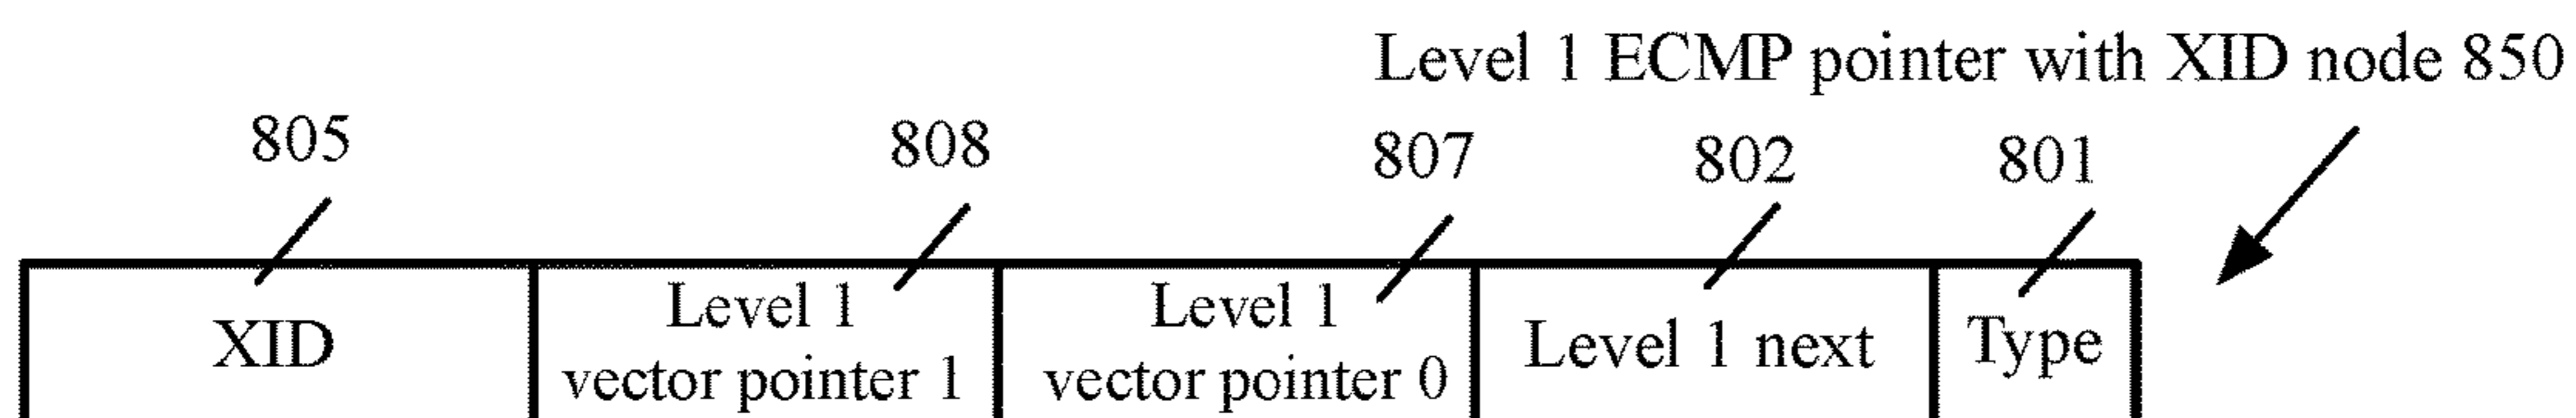 Level 1 ECMP pointer with XID node 850
805 808 807 802 801
XID
Level 1
vector pointer 1
Level 1
vector pointer 0
Level 1 next
Type